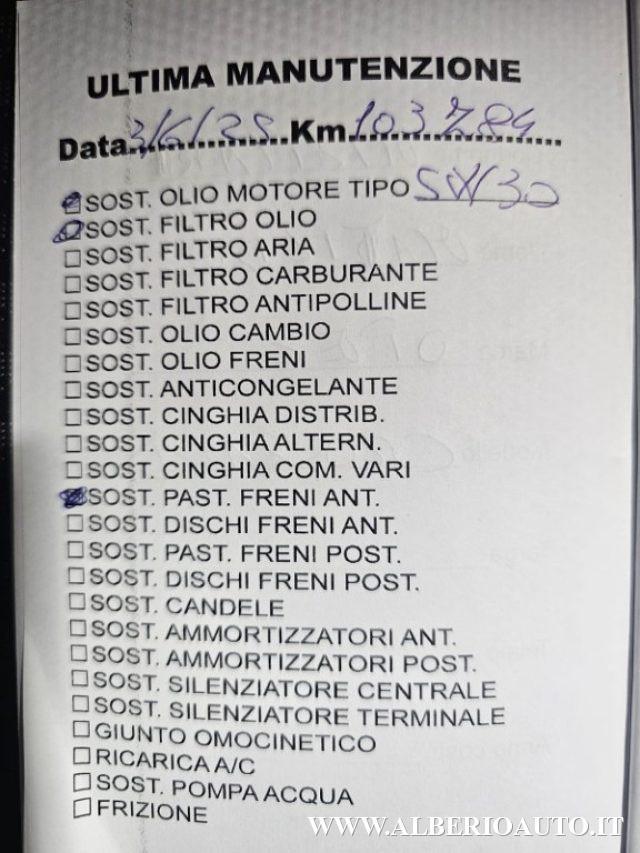 ULTIMA MANUTENZIONE
Data 3/6/25 Km 103784
SOST. OLIO MOTORE TIPO 5W30
SOST. FILTRO OLIO
SOST. FILTRO ARIA
SOST. FILTRO CARBURANTE
SOST. FILTRO ANTIPOLLINE
SOST. OLIO CAMBIO
SOST. OLIO FRENI
SOST. ANTICONGELANTE
SOST. CINGHIA DISTRIB.
SOST. CINGHIA ALTERN.
SOST. CINGHIA COM. VARI
SOST. PAST. FRENI ANT.
SOST. DISCHI FRENI ANT.
SOST. PAST. FRENI POST.
SOST. DISCHI FRENI POST.
SOST. CANDELE
SOST. AMMORTIZZATORI ANT.
SOST. AMMORTIZZATORI POST.
SOST. SILENZIATORE CENTRALE
SOST. SILENZIATORE TERMINALE
GIUNTO OMOCINETICO
RICARICA A/C
SOST. POMPA ACQUA
FRIZIONE
WWW.ALBERIOAUTO.IT